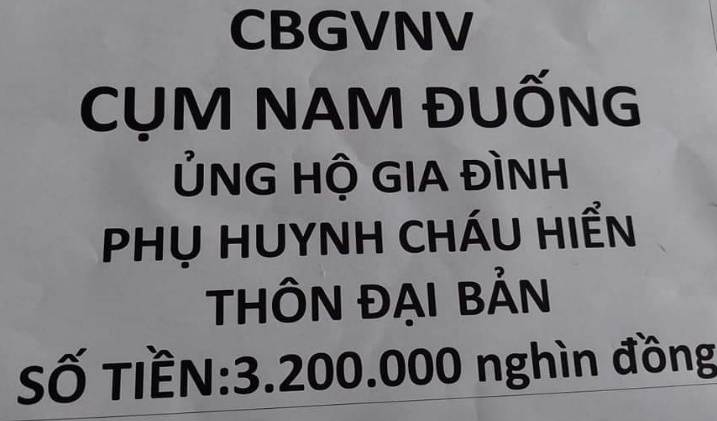 CBGVNV
CỤM NAM ĐUỐNG
ỦNG HỘ GIA ĐÌNH
PHỤ HUYNH CHÁU HIỂN
THÔN ĐẠI BẢN
SỐ TIỀN:3.200.000 nghìn đồng